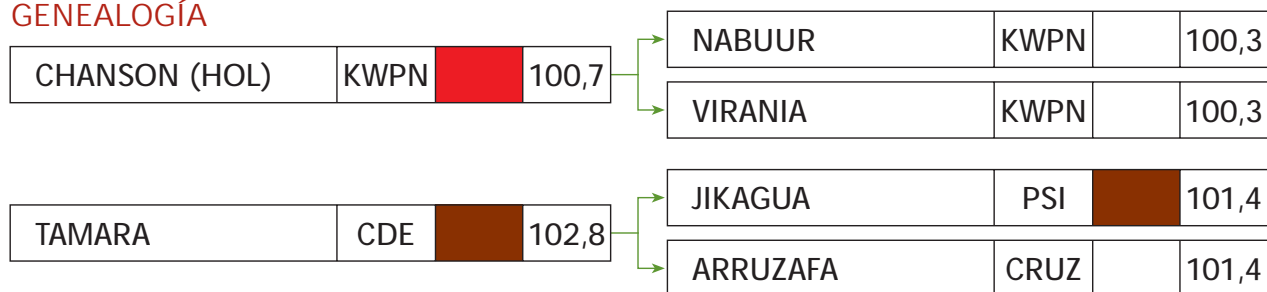 GENEALOGÍA
CHANSON (HOL) KWPN 100,7
NABUUR KWPN 100,3
VIRANIA KWPN 100,3
TAMARA CDE 102,8
JIKAGUA PSI 101,4
ARRUZAFA CRUZ 101,4